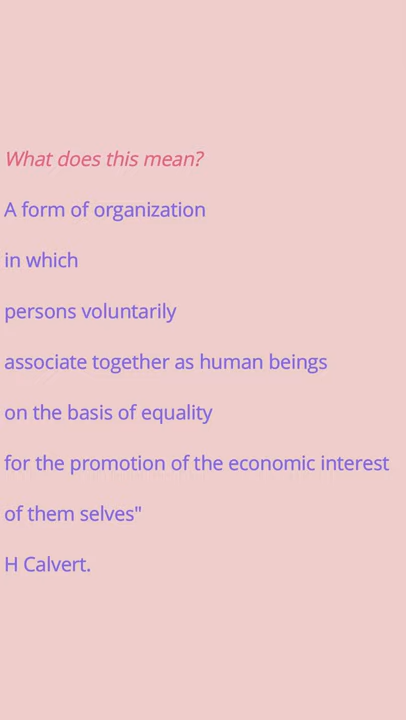 What does this mean?
A form of organization
in which
persons voluntarily
associate together as human beings
on the basis of equality
for the promotion of the economic interest
of them selves"
H Calvert.